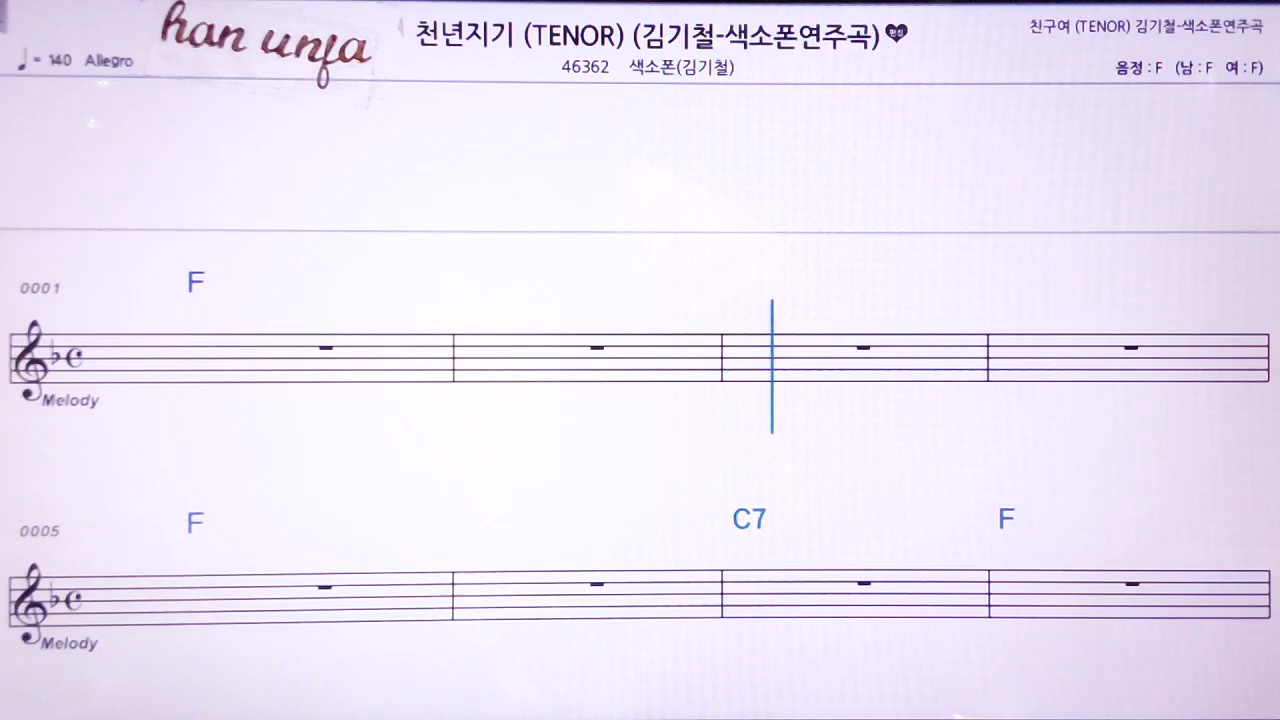 han unja
천년지기 (TENOR) (김기철-색소폰연주곡)
친구여 (TENOR) 김기철-색소폰연주곡
♩= 140 Allegro
46362 색소폰(김기철)
음정 : F (남 : F 여 : F)
0001
F
Melody
0005
F C7 F
Melody